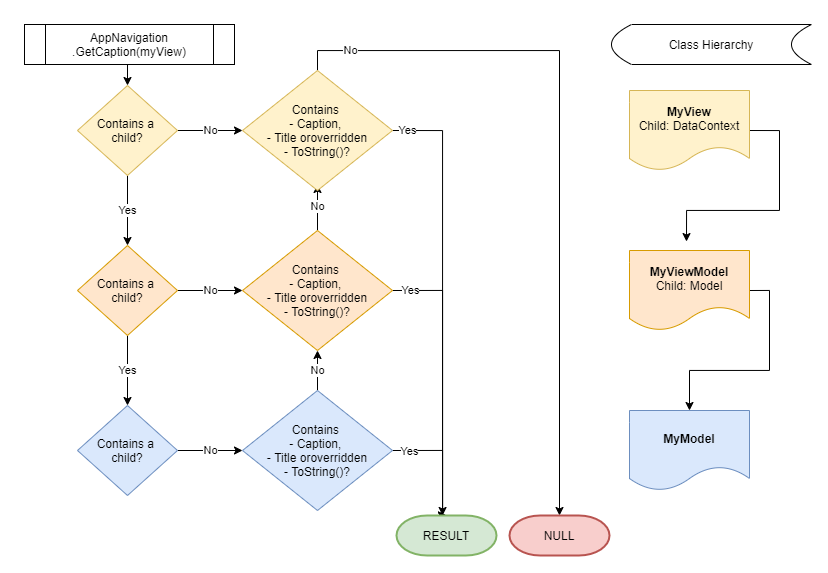 AppNavigation
.GetCaption(myView)
No
Class Hierarchy
Contains a
child?
No
Contains
- Caption,
- Title oroverridden
- ToString()?
Yes
MyView
Child: DataContext
Yes
No
Contains a
child?
No
Contains
- Caption,
- Title oroverridden
- ToString()?
Yes
MyViewModel
Child: Model
Yes
No
Contains a
child?
No
Contains
- Caption,
- Title oroverridden
- ToString()?
Yes
MyModel
RESULT
NULL